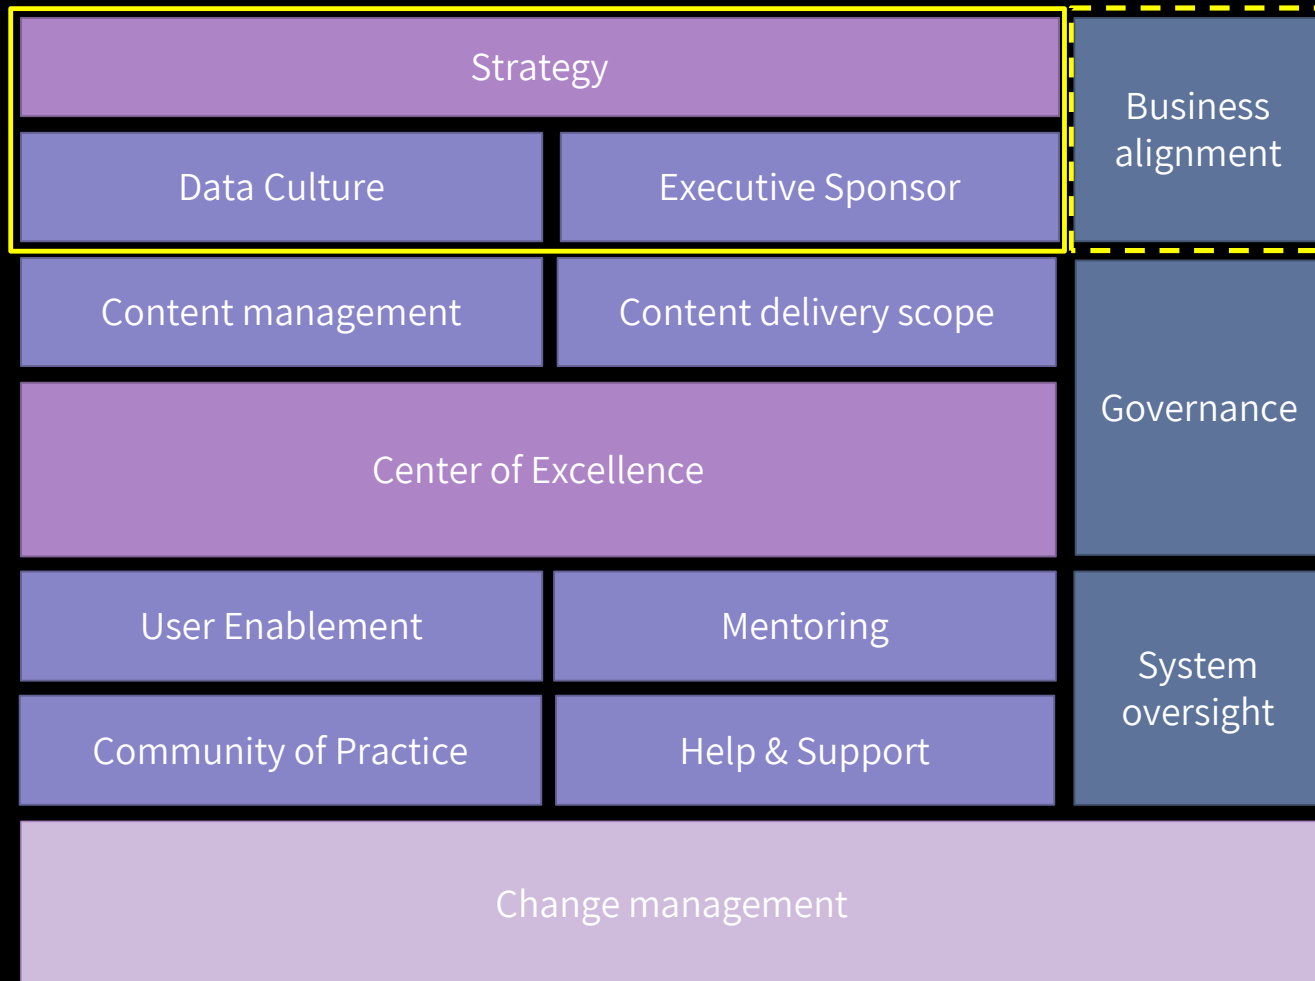 Strategy
Business
alignment
Data Culture
Executive Sponsor
Content management
Content delivery scope
Governance
Center of Excellence
User Enablement
Mentoring
System
oversight
Community of Practice
Help & Support
Change management